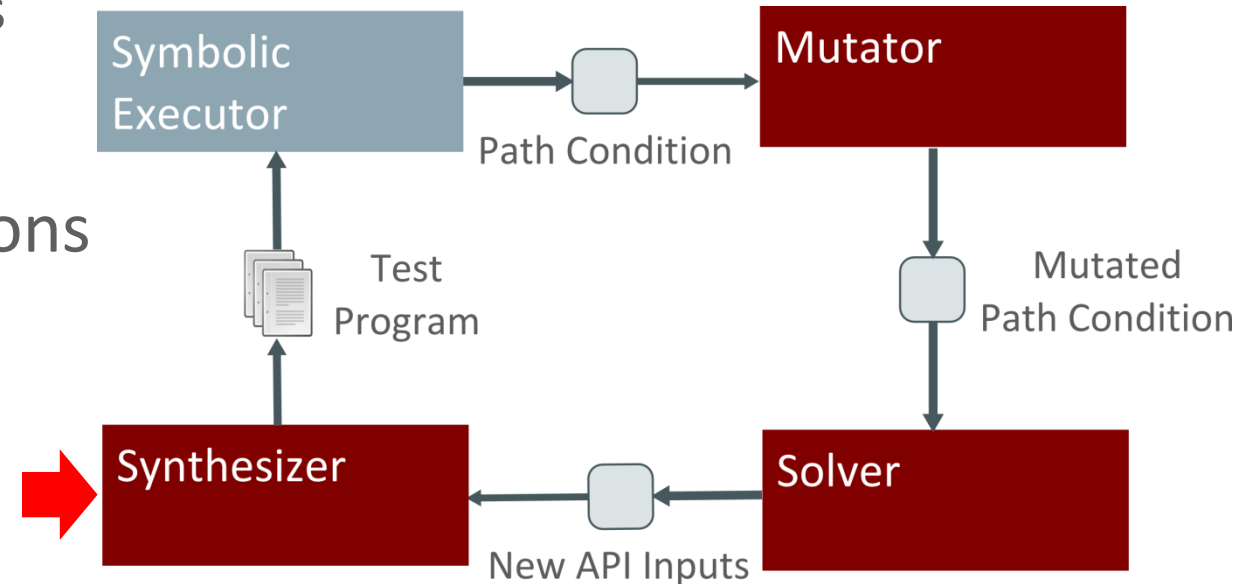 s
Symbolic
Executor
Path Condition
Mutator
ons
Test
Program
Mutated
Path Condition
Synthesizer
New API Inputs
Solver